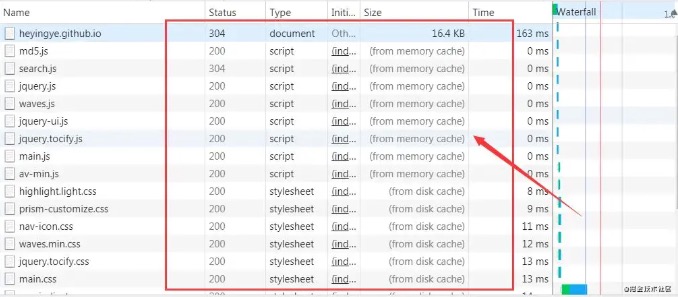 Name Status Type Initi... Size Time Waterfall 1.
heyingye.github.io 304 document Oth... 16.4 KB 163 ms
md5.js 200 script (ind... (from memory cache) 0 ms
search.js 304 script (ind... (from memory cache) 0 ms
jquery.js 200 script (ind... (from memory cache) 0 ms
waves.js 200 script (ind... (from memory cache) 0 ms
jquery-ui.js 200 script (ind... (from memory cache) 0 ms
jquery.tocify.js 200 script (ind... (from memory cache) 0 ms
main.js 200 script (ind... (from memory cache) 0 ms
av-min.js 200 script (ind... (from memory cache) 0 ms
highlight.light.css 200 stylesheet (ind... (from disk cache) 8 ms
prism-customize.css 200 stylesheet (ind... (from disk cache) 9 ms
nav-icon.css 200 stylesheet (ind... (from disk cache) 11 ms
waves.min.css 200 stylesheet (ind... (from disk cache) 12 ms
jquery.tocify.css 200 stylesheet (ind... (from disk cache) 13 ms
main.css 200 stylesheet (ind... (from disk cache) 13 ms
@掘金技术社区